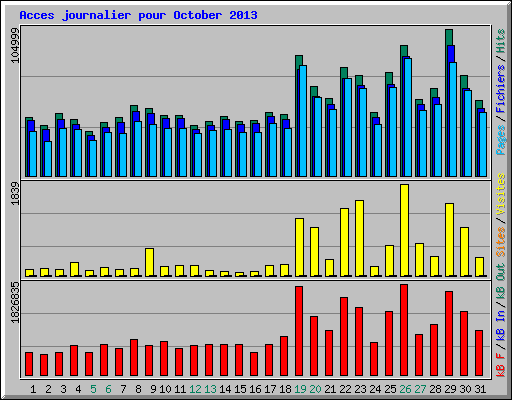 Acces journalier pour October 2013
104999
Pages / Fichiers / Hits
1839
Sites / Visites
1826835
kB F / kB In / kB Out
1 2 3 4 5 6 7 8 9 10 11 12 13 14 15 16 17 18 19 20 21 22 23 24 25 26 27 28 29 30 31